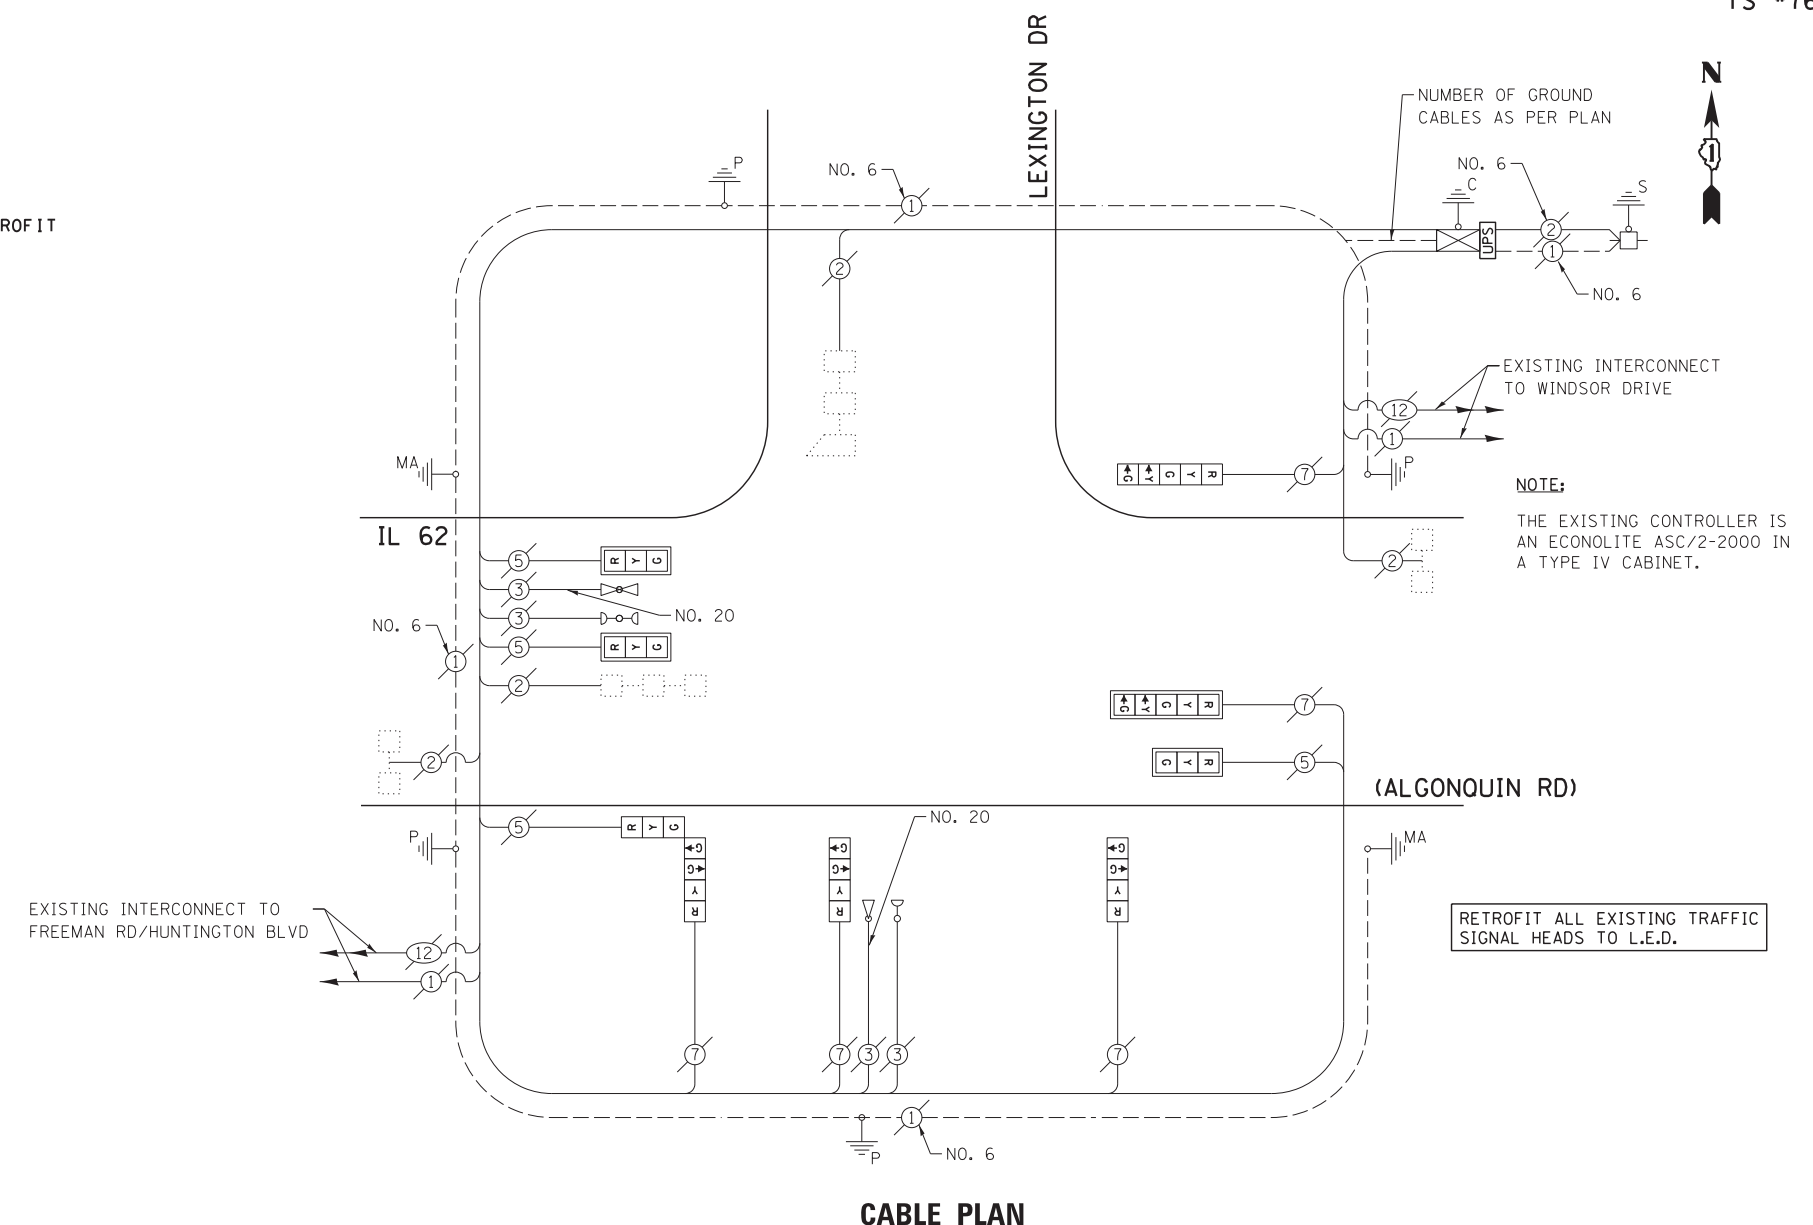 TS #76
LEXINGTON DR
N
1
NUMBER OF GROUND
CABLES AS PER PLAN
P
NO. 6
1
NO. 6
C
S
2
UPS
1
NO. 6
ROFIT
2
EXISTING INTERCONNECT
TO WINDSOR DRIVE
12
1
MA
G Y G Y R
7
P
NOTE:
THE EXISTING CONTROLLER IS
AN ECONOLITE ASC/2-2000 IN
A TYPE IV CABINET.
IL 62
5
R Y G
2
3
NO. 20
3
NO. 6
5
R Y G
1
2
G Y G Y R
7
2
G Y R
5
(ALGONQUIN RD)
5
R Y G
NO. 20
P
MA
G
G
Y
R
G
G
Y
R
G
G
Y
R
EXISTING INTERCONNECT TO
FREEMAN RD/HUNTINGTON BLVD
12
1
RETROFIT ALL EXISTING TRAFFIC
SIGNAL HEADS TO L.E.D.
7
7
3
3
7
1
P
NO. 6
CABLE PLAN